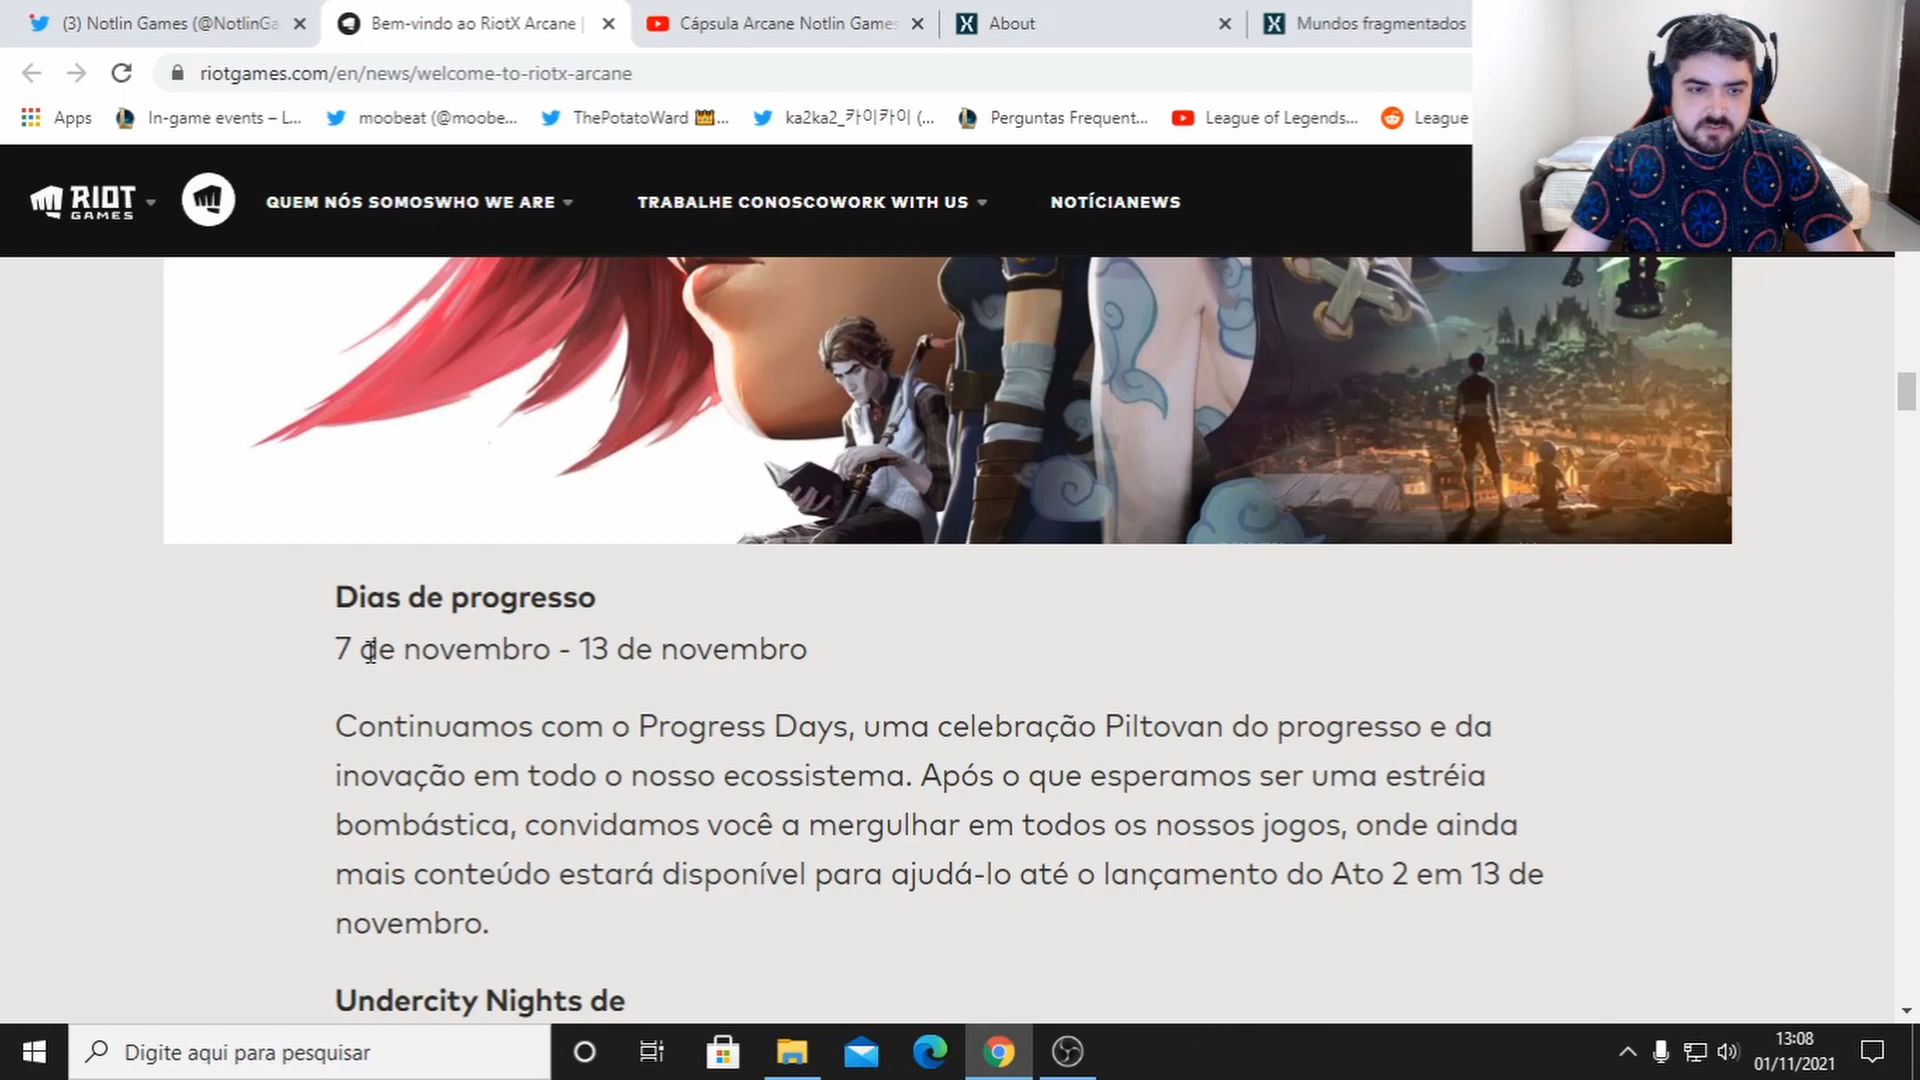 (3) Notlin Games (@NotlinGa
Bem-vindo ao RiotX Arcane |
Cápsula Arcane Notlin Games
About
Mundos fragmentados
riotgames.com/en/news/welcome-to-riotx-arcane
Apps
In-game events – L...
moobeat (@moobe...
ThePotatoWard 👑...
ka2ka2_카이카이 (...
Perguntas Frequent...
League of Legends...
League
RIOT
GAMES
QUEM NÓS SOMOSWHO WE ARE
TRABALHE CONOSCOWORK WITH US
NOTÍCIANEWS
Dias de progresso
7 de novembro - 13 de novembro
Continuamos com o Progress Days, uma celebração Piltovan do progresso e da
inovação em todo o nosso ecossistema. Após o que esperamos ser uma estréia
bombástica, convidamos você a mergulhar em todos os nossos jogos, onde ainda
mais conteúdo estará disponível para ajudá-lo até o lançamento do Ato 2 em 13 de
novembro.
Undercity Nights de
Digite aqui para pesquisar
13:08
01/11/2021